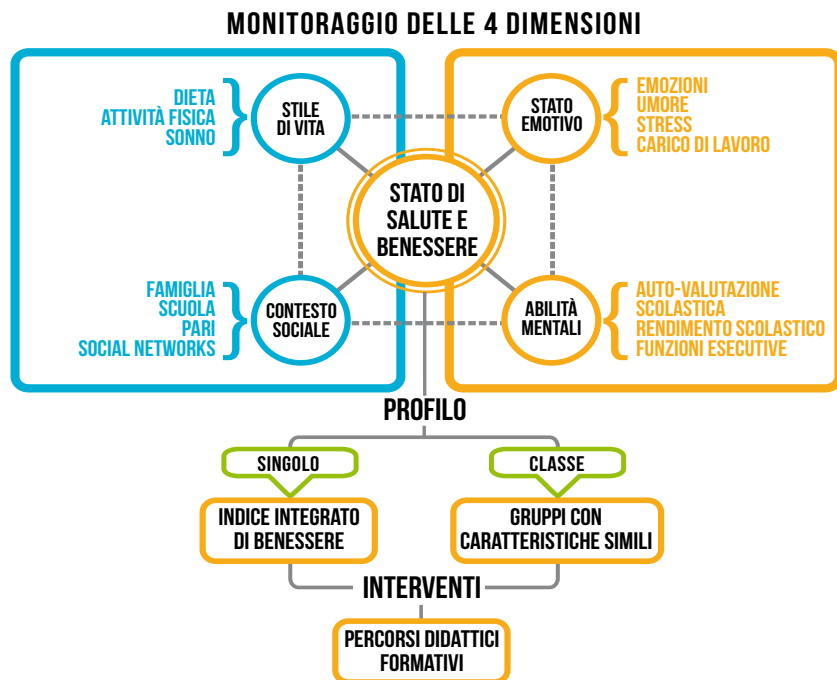 MONITORAGGIO DELLE 4 DIMENSIONI
DIETA
ATTIVITÀ FISICA
SONNO
STILE
DI VITA
STATO
EMOTIVO
EMOZIONI
UMORE
STRESS
CARICO DI LAVORO
STATO DI
SALUTE E
BENESSERE
FAMIGLIA
SCUOLA
PARI
SOCIAL NETWORKS
CONTESTO
SOCIALE
ABILITÀ
MENTALI
AUTO-VALUTAZIONE
SCOLASTICA
RENDIMENTO SCOLASTICO
FUNZIONI ESECUTIVE
PROFILO
SINGOLO
CLASSE
INDICE INTEGRATO
DI BENESSERE
GRUPPI CON
CARATTERISTICHE SIMILI
INTERVENTI
PERCORSI DIDATTICI
FORMATIVI